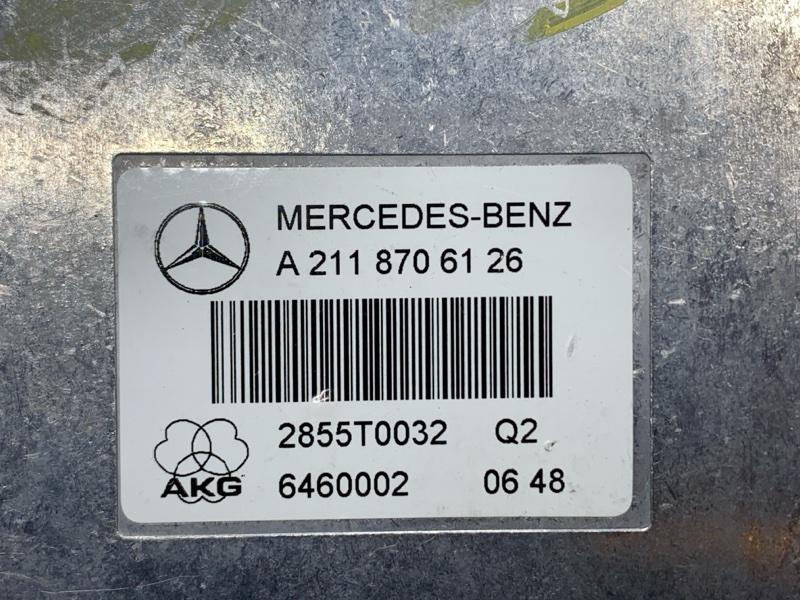 MERCEDES-BENZ
A 211 870 61 26
2855T0032 Q2
AKG 6460002 06 48